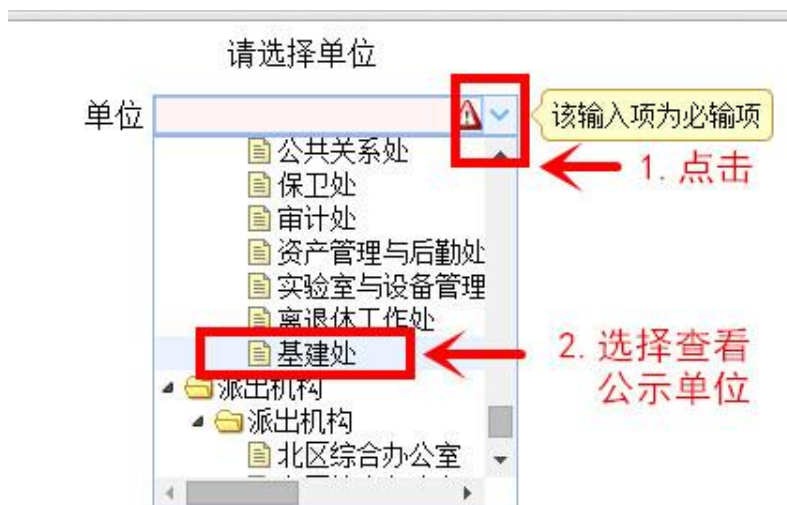 请选择单位
单位
该输入项为必输项
公共关系处
1. 点击
保卫处
审计处
资产管理与后勤处
实验室与设备管理
离退休工作处
基建处
2. 选择查看
公示单位
派出机构
派出机构
北区综合办公室